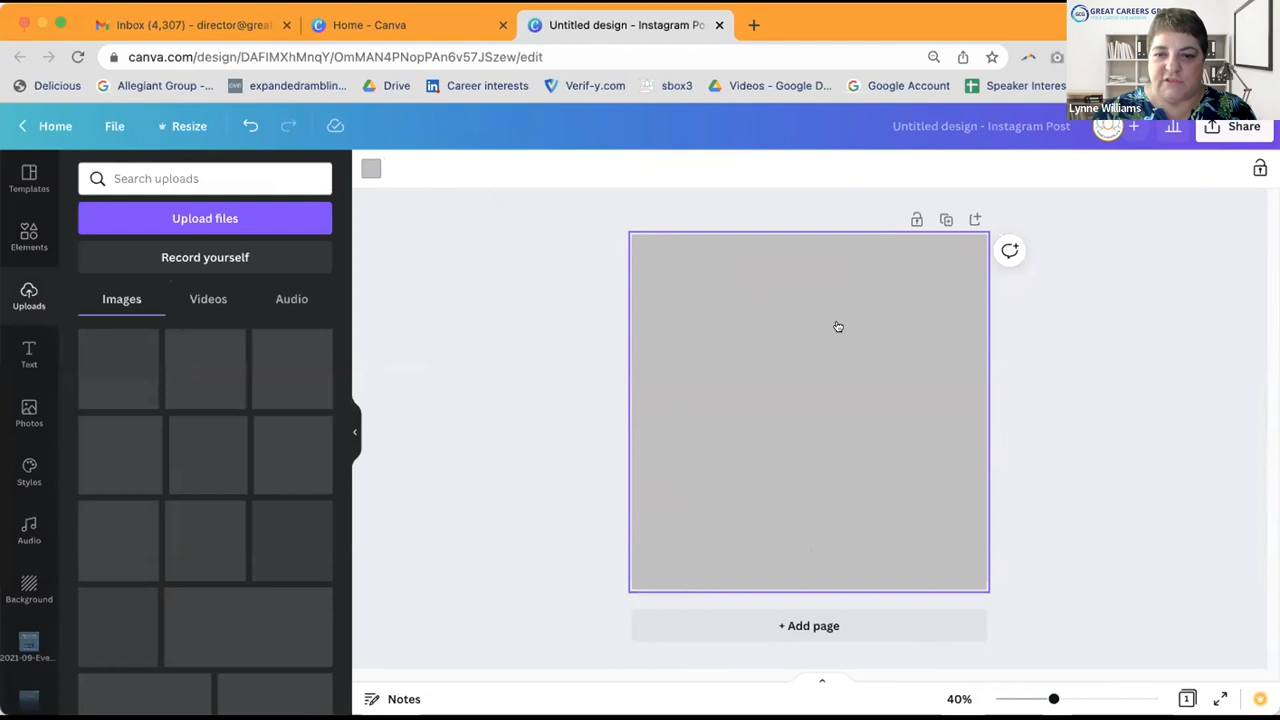 Inbox (4,307) - director@great
Home - Canva
Untitled design - Instagram Po
canva.com/design/DAFIMXhMnqY/OmMAN4PNopPAn6v57JSzew/edit
Delicious
Allegiant Group -...
expandedramblin...
Drive
Career interests
Verif-y.com
sbox3
Videos - Google D...
Google Account
Speaker Interes
GREAT CAREERS GR
Lynne Williams
Home
File
Resize
Untitled design - Instagram Post
Share
Templates
Elements
Uploads
Text
Photos
Styles
Audio
Background
2021-09-Eve...
Search uploads
Upload files
Record yourself
Images
Videos
Audio
+ Add page
Notes
40%
1